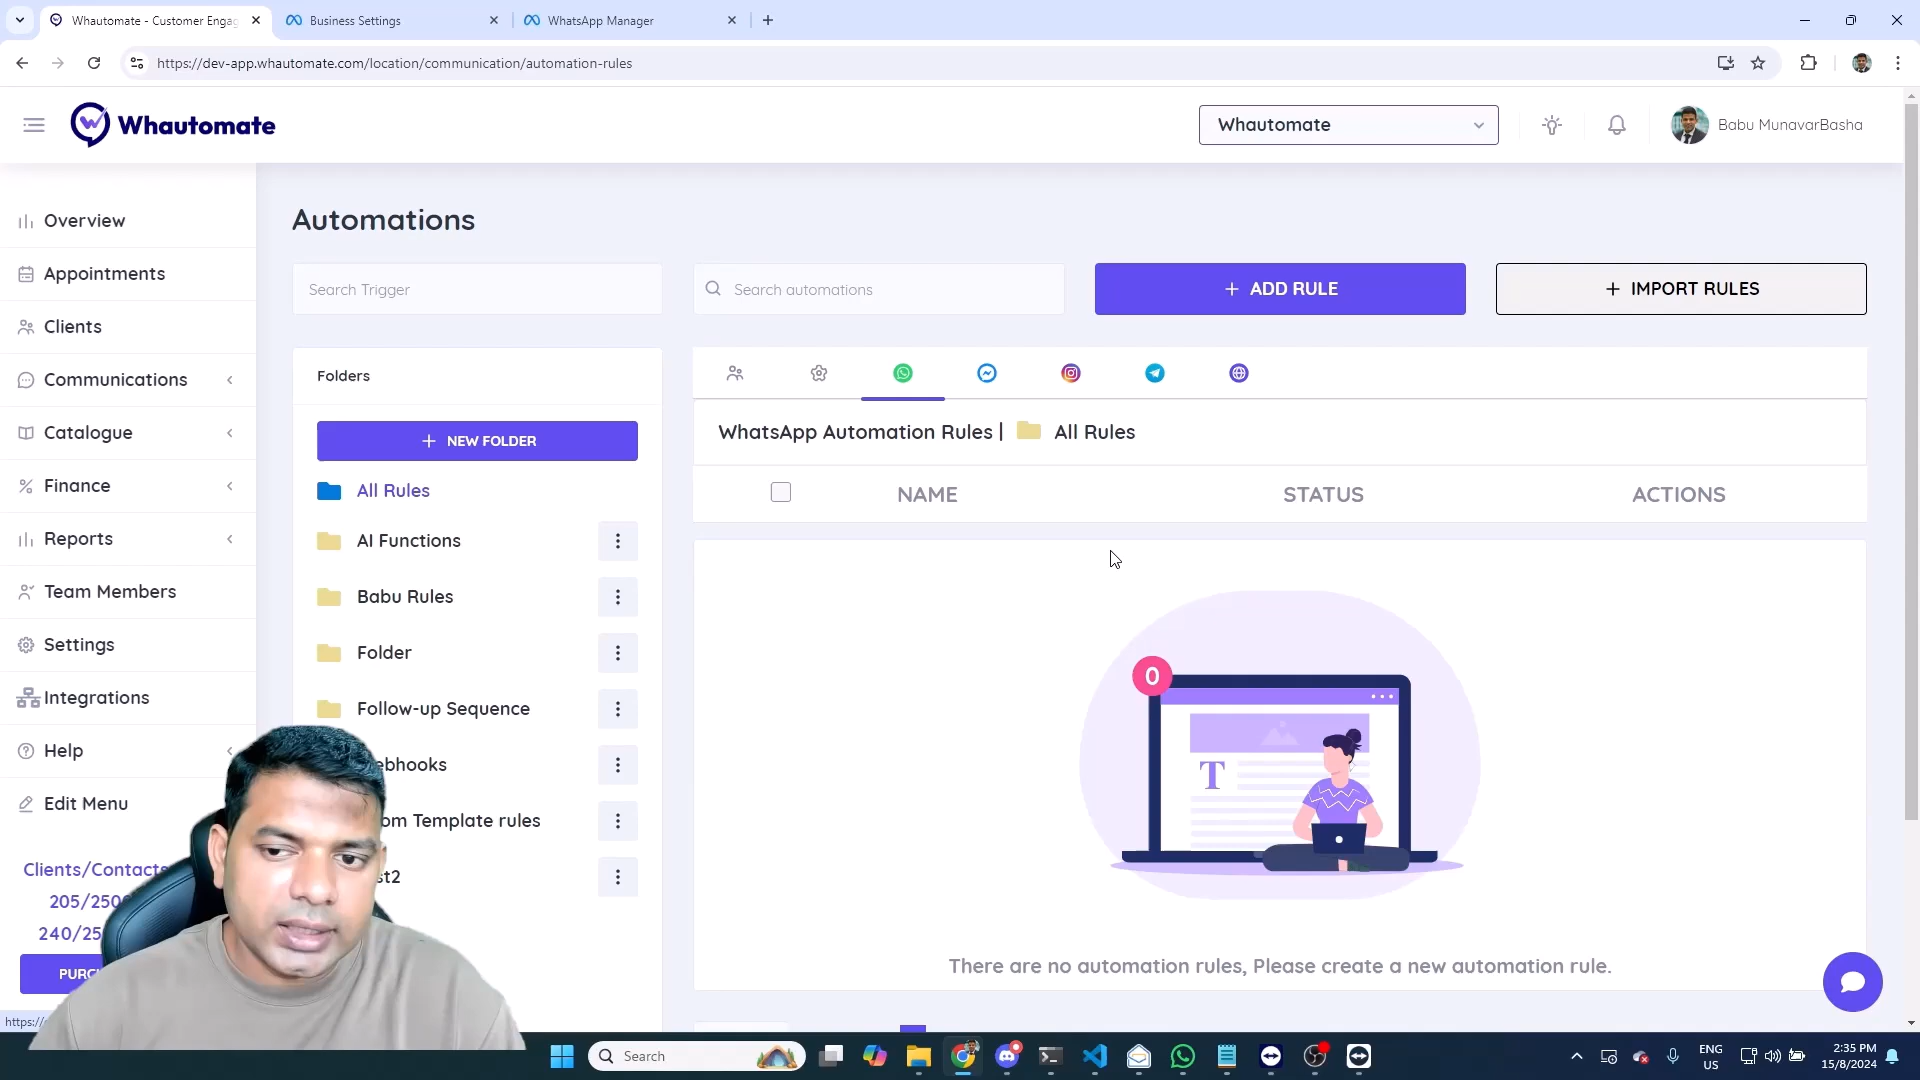 Whautomate - Customer Engag
Business Settings
WhatsApp Manager
https://dev-app.whautomate.com/location/communication/automation-rules
Whautomate
Whautomate
Babu MunavarBasha
Overview
Appointments
Clients
Communications
Catalogue
Finance
Reports
Team Members
Settings
Integrations
Help
Edit Menu
Clients/Contacts
205/250
240/25
PURC
https://
Automations
Search Trigger
Search automations
+ ADD RULE
+ IMPORT RULES
Folders
+ NEW FOLDER
All Rules
AI Functions
Babu Rules
Folder
Follow-up Sequence
ebhooks
om Template rules
st2
WhatsApp Automation Rules | All Rules
NAME STATUS ACTIONS
0
T
There are no automation rules, Please create a new automation rule.
Search
ENG
US
2:35 PM
15/8/2024